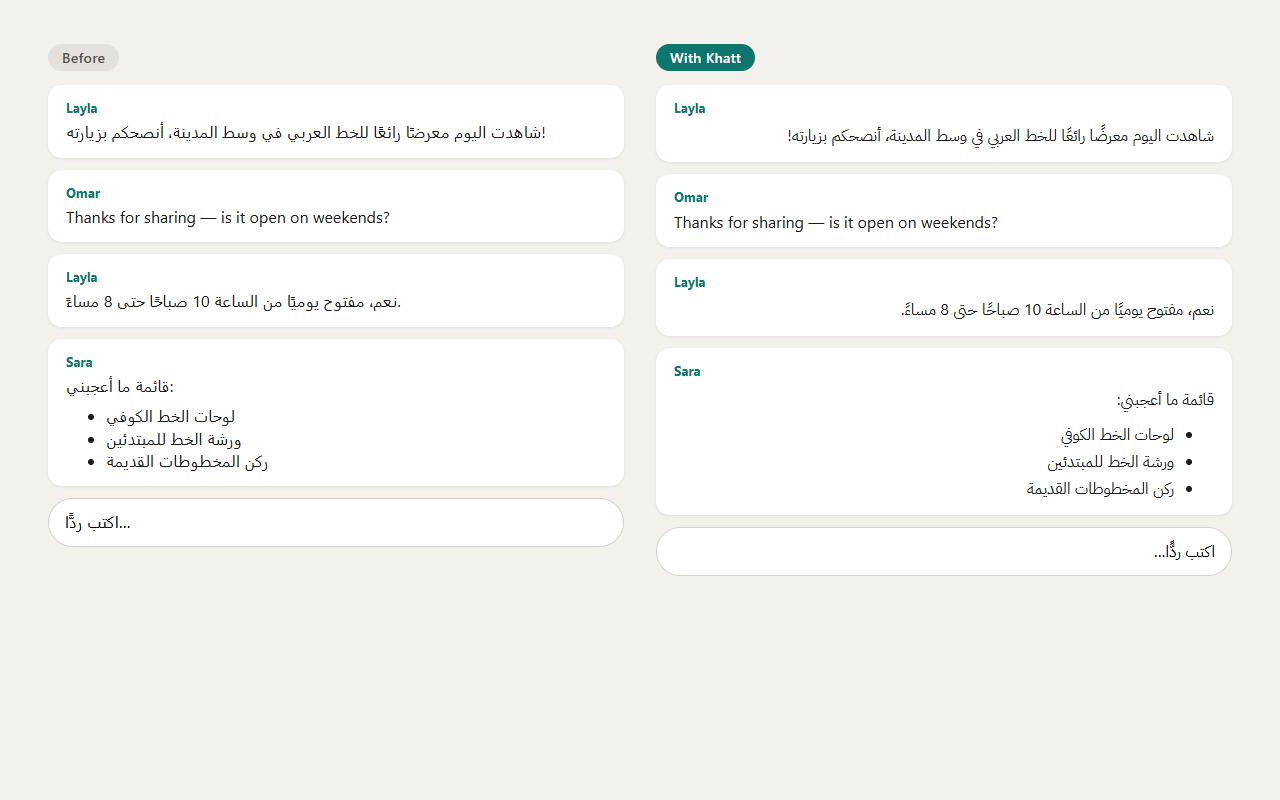 Before
Layla
شاهدت اليوم معرضًا رائعًا للخط العربي في وسط المدينة، أنصحكم بزيارته!
Omar
Thanks for sharing — is it open on weekends?
Layla
نعم، مفتوح يوميًا من الساعة 10 صباحًا حتى 8 مساءً.
Sara
قائمة ما أعجبني:
• لوحات الخط الكوفي
• ورشة الخط للمبتدئين
• ركن المخطوطات القديمة
اكتب ردًّا...
With Khatt
Layla
شاهدت اليوم معرضًا رائعًا للخط العربي في وسط المدينة، أنصحكم بزيارته!
Omar
Thanks for sharing — is it open on weekends?
Layla
نعم، مفتوح يوميًا من الساعة 10 صباحًا حتى 8 مساءً.
Sara
قائمة ما أعجبني:
• لوحات الخط الكوفي
• ورشة الخط للمبتدئين
• ركن المخطوطات القديمة
اكتب ردًّا...